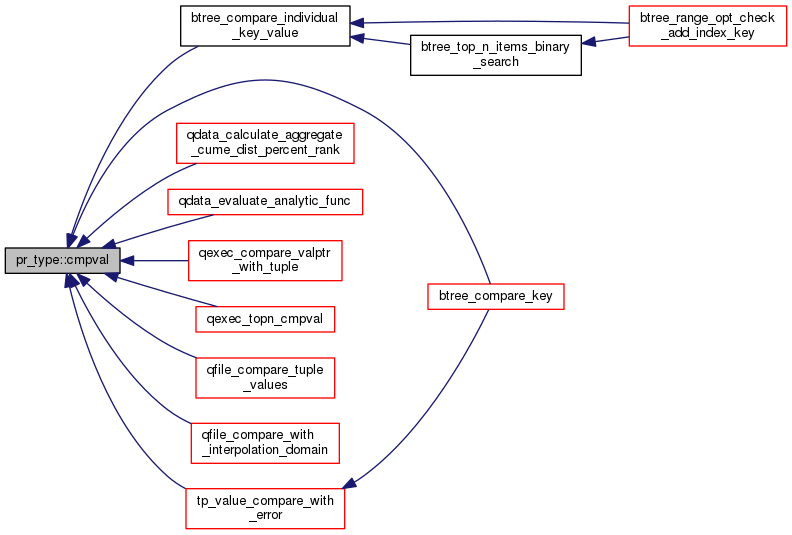 btree_compare_individual
_key_value
btree_range_opt_check
_add_index_key
btree_top_n_items_binary
_search
qdata_calculate_aggregate
_cume_dist_percent_rank
qdata_evaluate_analytic_func
pr_type::cmpval
qexec_compare_valptr
_with_tuple
btree_compare_key
qexec_topn_cmpval
qfile_compare_tuple
_values
qfile_compare_with
_interpolation_domain
tp_value_compare_with
_error